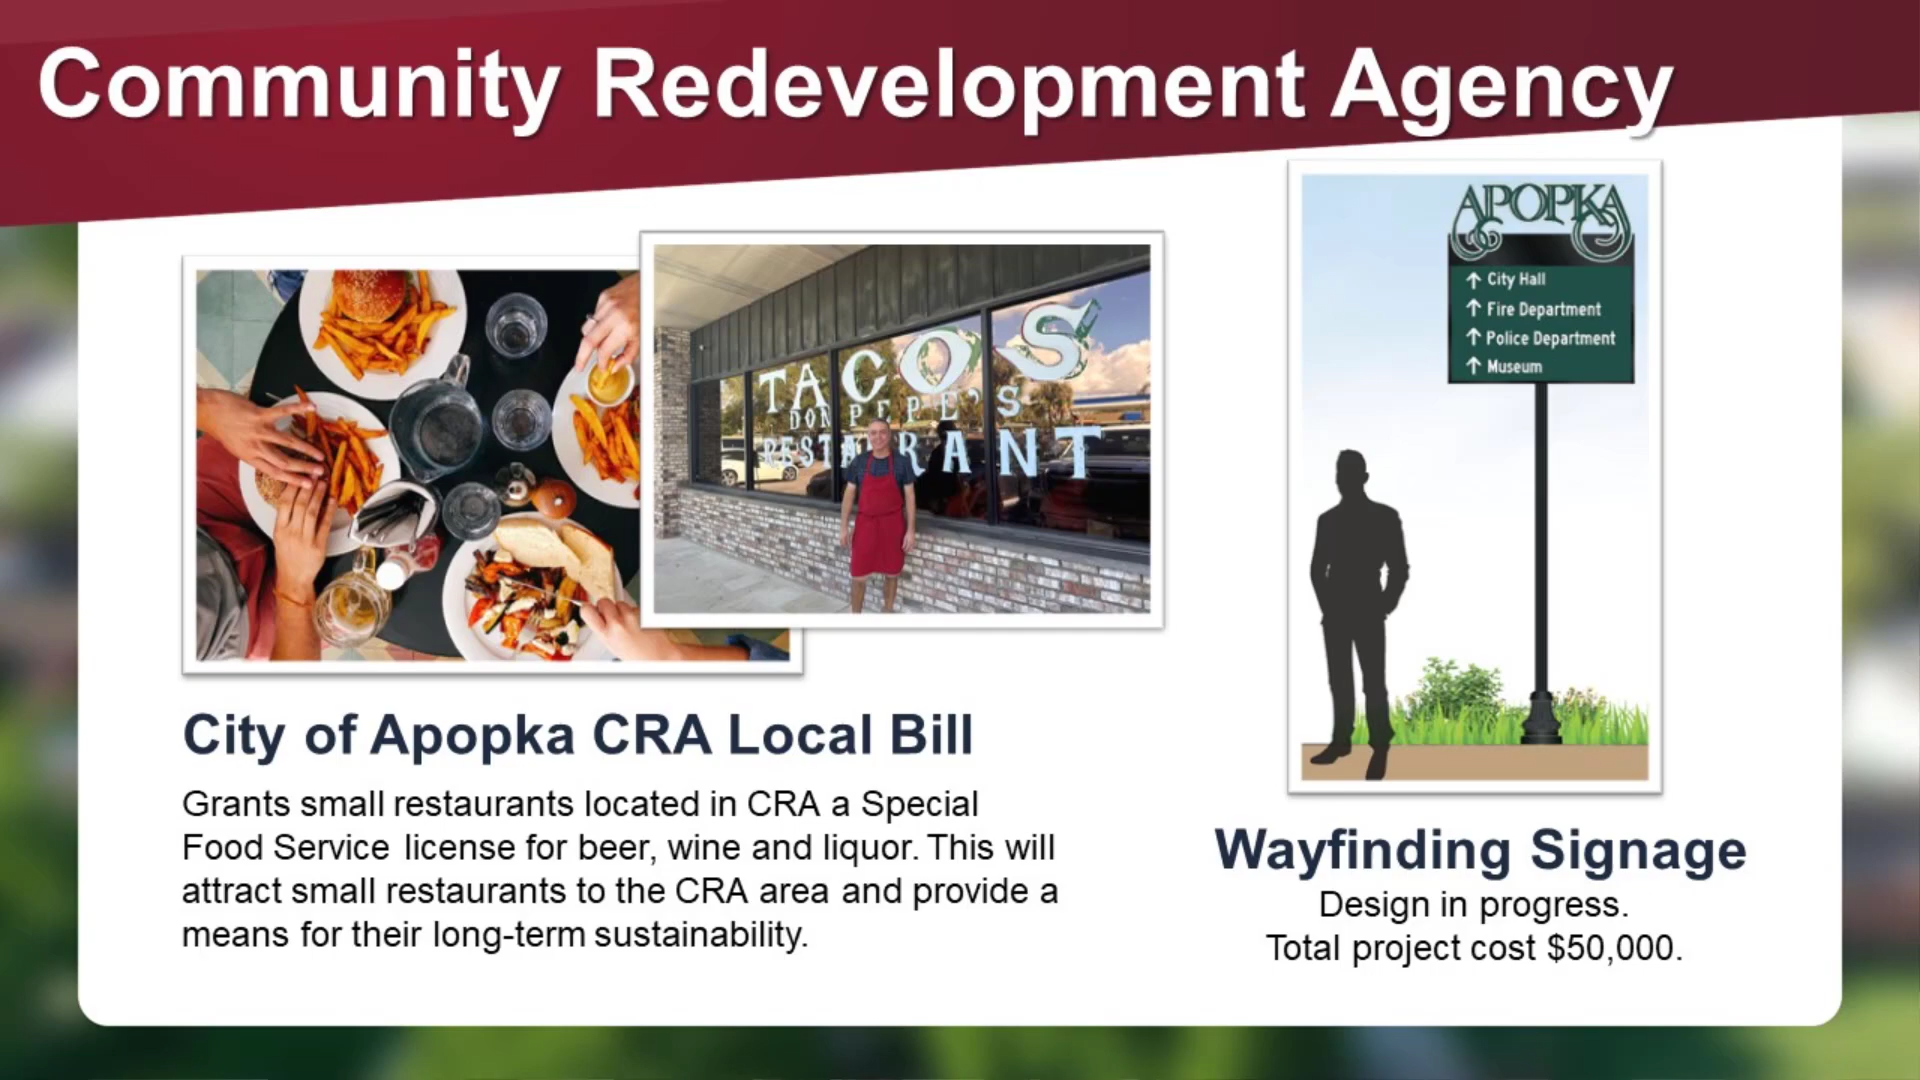 Community Redevelopment Agency
TACOS
DON PEPE'S
RESTAURANT
City of Apopka CRA Local Bill
Grants small restaurants located in CRA a Special
Food Service license for beer, wine and liquor. This will
attract small restaurants to the CRA area and provide a
means for their long-term sustainability.
APOPKA
↑ City Hall
↑ Fire Department
↑ Police Department
↑ Museum
Wayfinding Signage
Design in progress.
Total project cost $50,000.